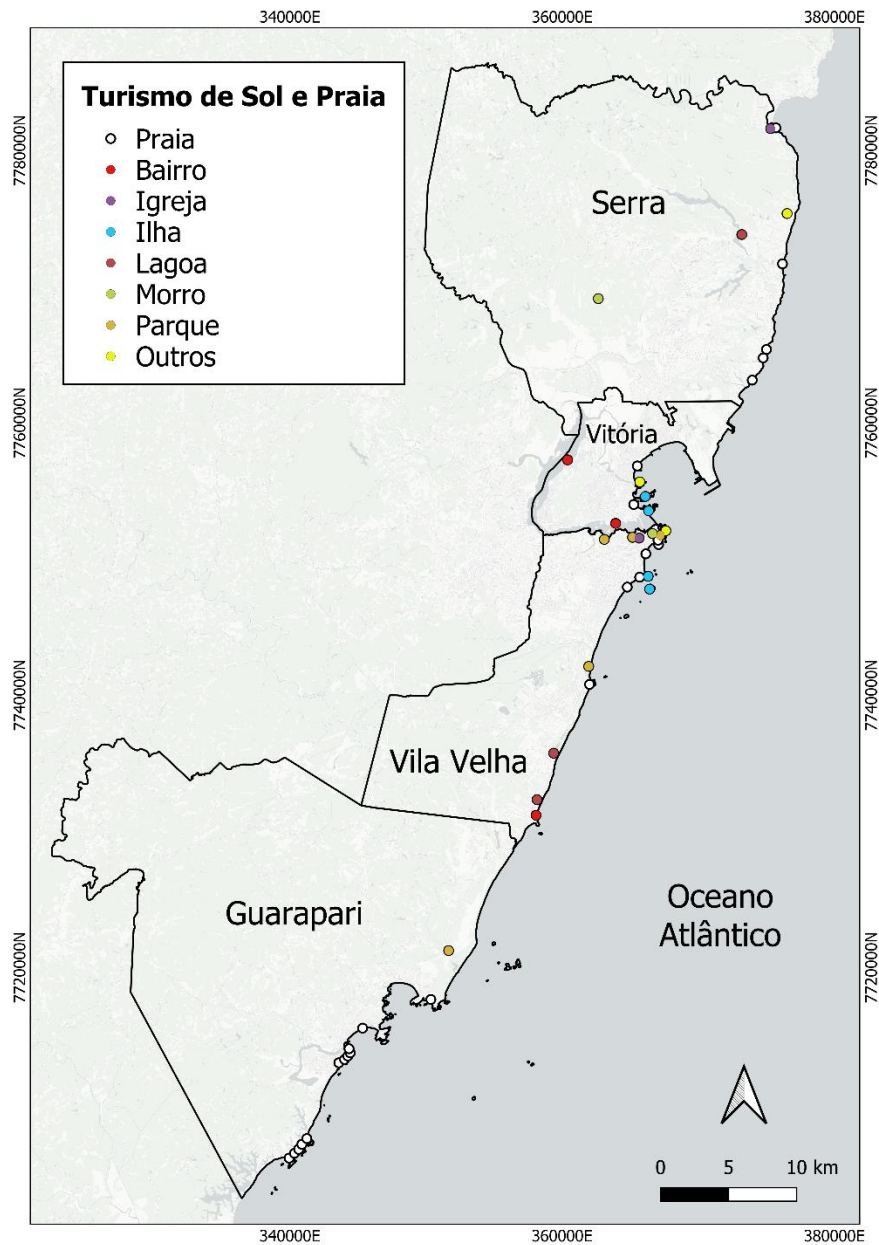 340000E
360000E
380000E
Turismo de Sol e Praia
Praia
Bairro
Igreja
Ilha
Lagoa
Morro
Parque
Outros
7780000N
7780000N
Serra
7760000N
7760000N
Vitória
7740000N
7740000N
Vila Velha
Guarapari
Oceano
Atlântico
7720000N
7720000N
0 5 10 km
340000E
360000E
380000E